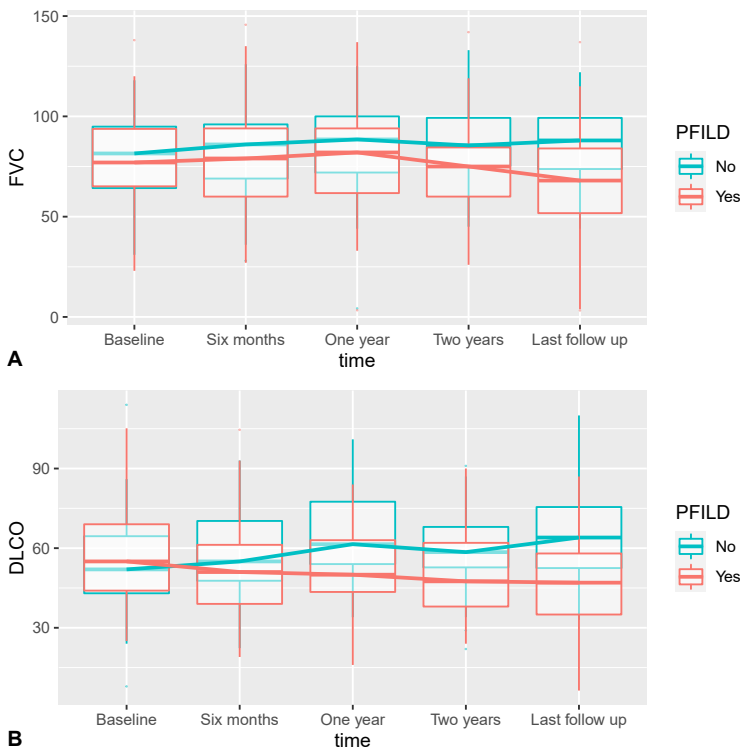 150
100
50
0
FVC
Baseline
Six months
One year
Two years
Last follow up
time
A
PFILD
No
Yes
90
60
30
DLCO
Baseline
Six months
One year
Two years
Last follow up
time
B
PFILD
No
Yes